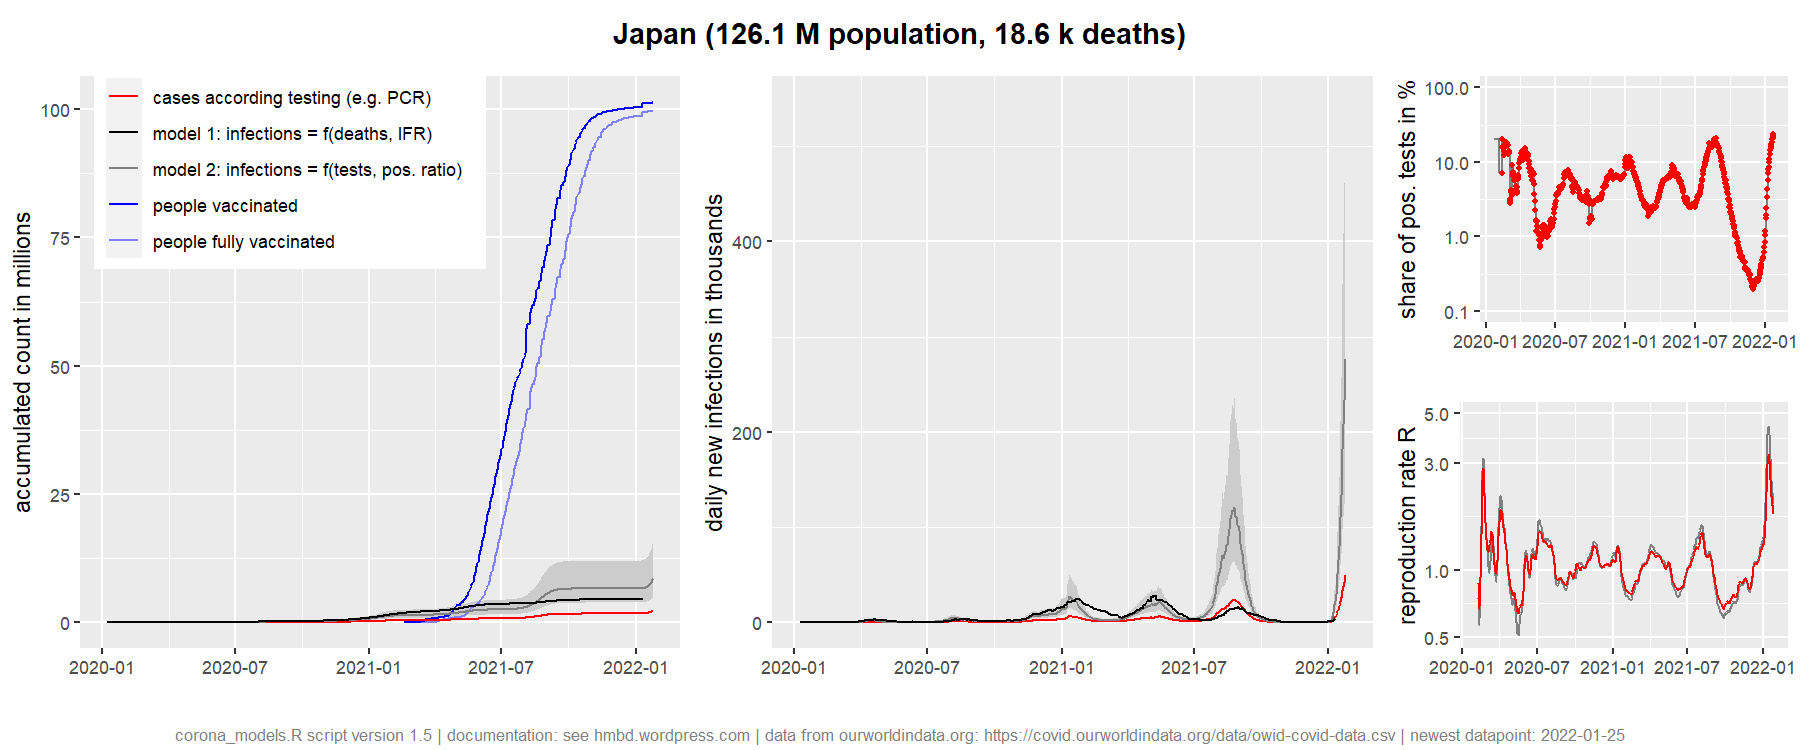 Japan (126.1 M population, 18.6 k deaths)
accumulated count in millions
100
75
50
25
0
cases according testing (e.g. PCR)
model 1: infections = f(deaths, IFR)
model 2: infections = f(tests, pos. ratio)
people vaccinated
people fully vaccinated
2020-01 2020-07 2021-01 2021-07 2022-01
daily new infections in thousands
400
200
0
2020-01 2020-07 2021-01 2021-07 2022-01
share of pos. tests in %
100.0
10.0
1.0
0.1
2020-01 2020-07 2021-01 2021-07 2022-01
reproduction rate R
5.0
3.0
1.0
0.5
2020-01 2020-07 2021-01 2021-07 2022-01
corona_models.R script version 1.5 | documentation: see hmbd.wordpress.com | data from ourworldindata.org: https://covid.ourworldindata.org/data/owid-covid-data.csv | newest datapoint: 2022-01-25